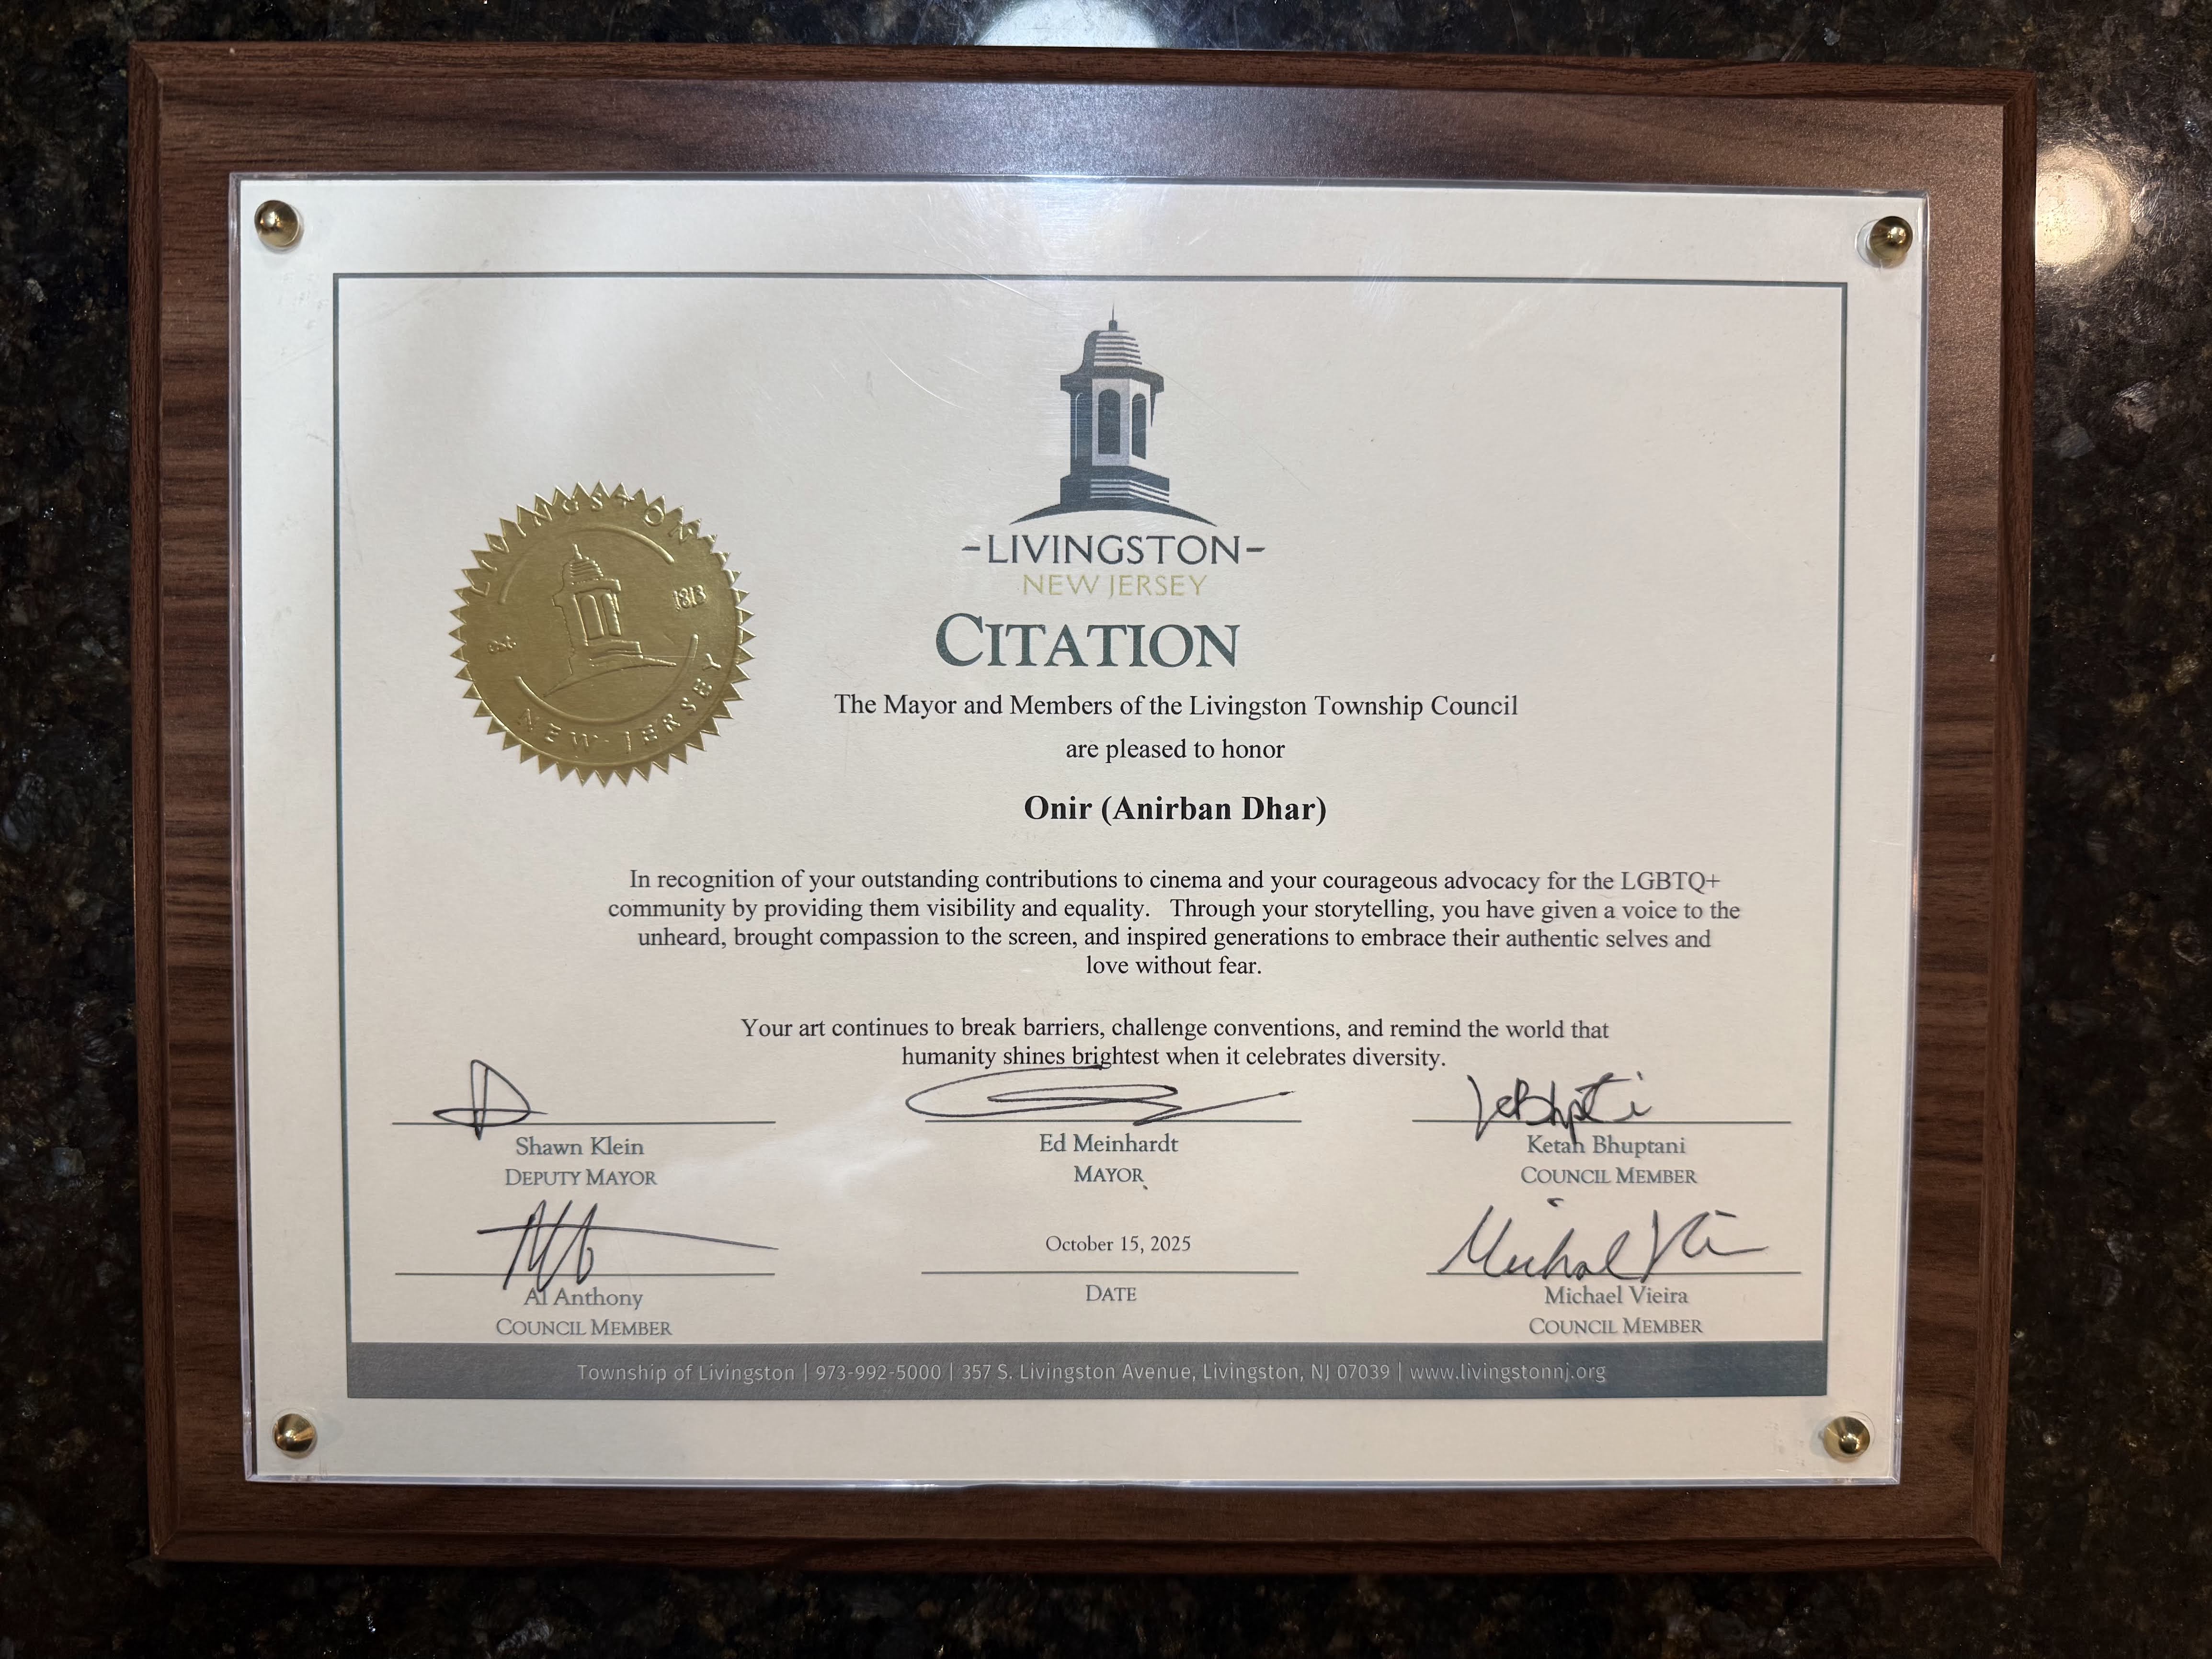 LIVINGSTON
est. 1813
NEW JERSEY
-LIVINGSTON-
NEW JERSEY
CITATION
The Mayor and Members of the Livingston Township Council
are pleased to honor
Onir (Anirban Dhar)
In recognition of your outstanding contributions to cinema and your courageous advocacy for the LGBTQ+
community by providing them visibility and equality.   Through your storytelling, you have given a voice to the
unheard, brought compassion to the screen, and inspired generations to embrace their authentic selves and
love without fear.
Your art continues to break barriers, challenge conventions, and remind the world that
humanity shines brightest when it celebrates diversity.
Shawn Klein
DEPUTY MAYOR
Ed Meinhardt
MAYOR
Ketan Bhuptani
COUNCIL MEMBER
Al Anthony
COUNCIL MEMBER
October 15, 2025
DATE
Michael Vieira
COUNCIL MEMBER
Township of Livingston | 973-992-5000 | 357 S. Livingston Avenue, Livingston, NJ 07039 | www.livingstonnj.org